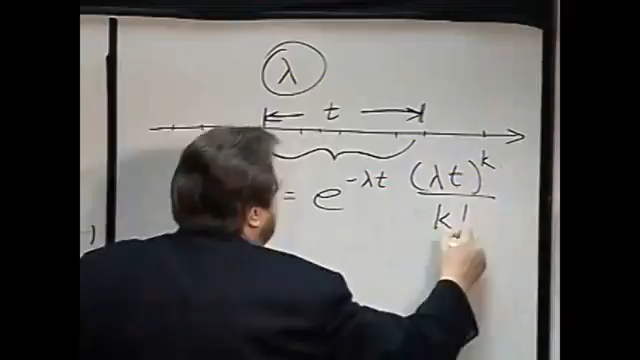 λ
t
= e^{-λt} (λt)^k / k!
)